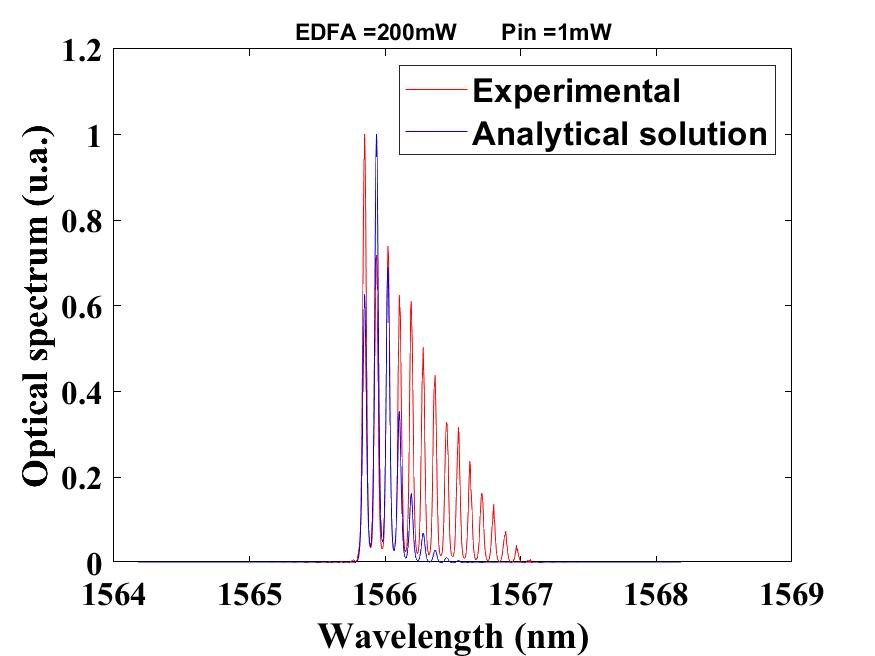 EDFA =200mW Pin =1mW
1.2
1
0.8
0.6
0.4
0.2
0
Optical spectrum (u.a.)
Experimental
Analytical solution
1564 1565 1566 1567 1568 1569
Wavelength (nm)